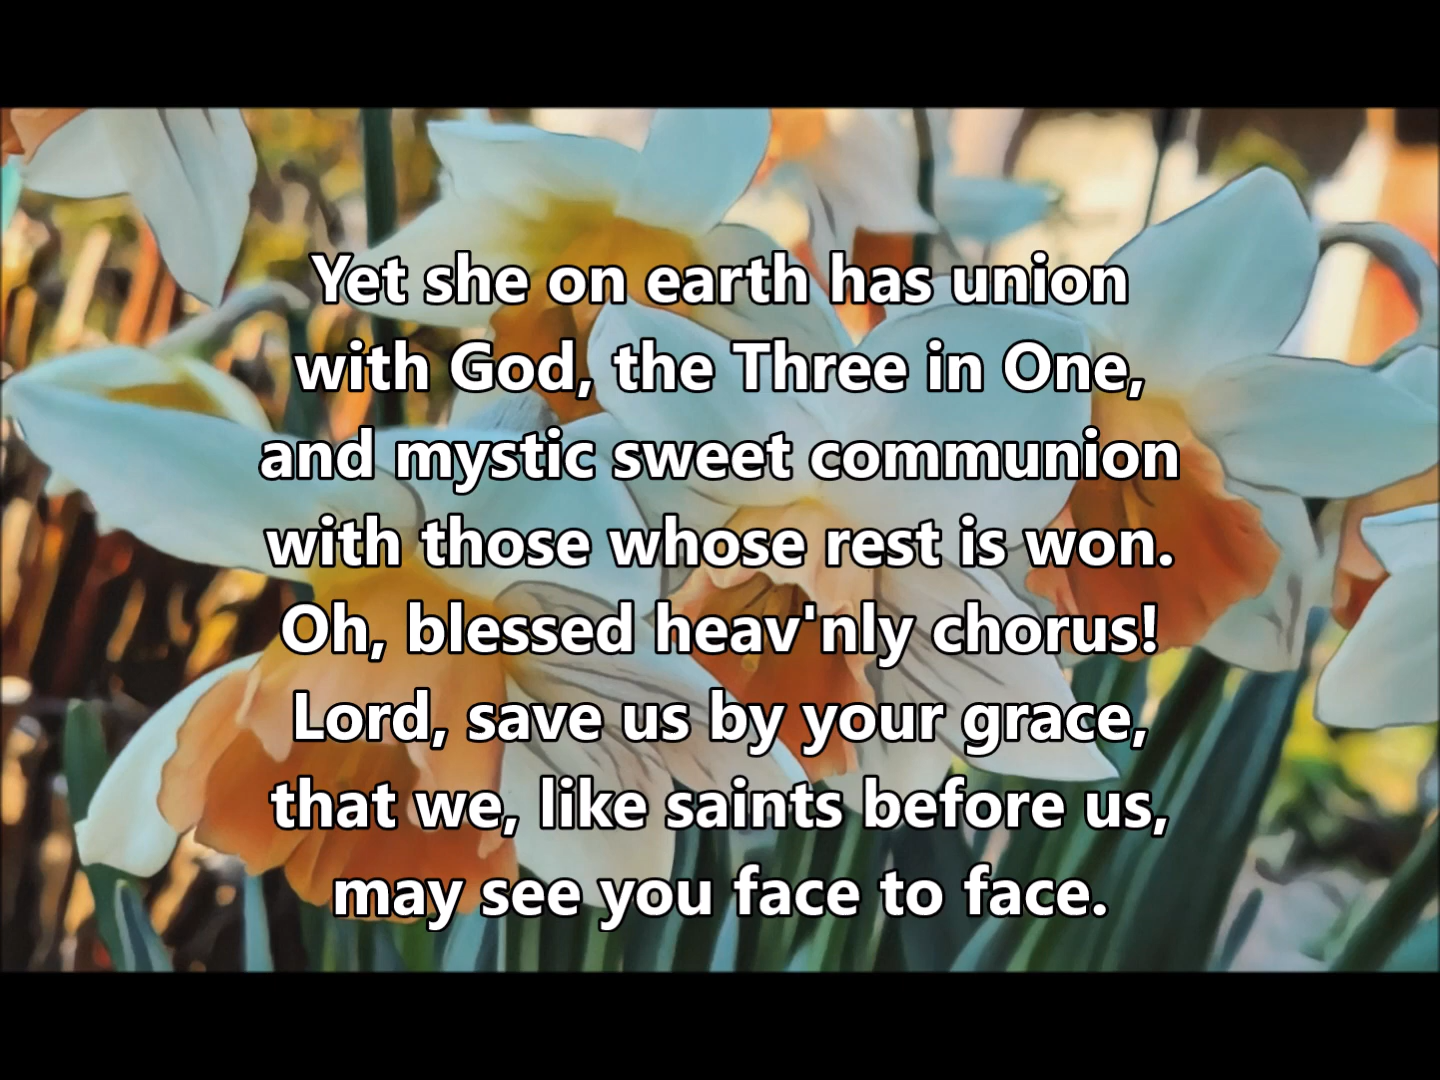 Yet she on earth has union
with God, the Three in One,
and mystic sweet communion
with those whose rest is won.
Oh, blessed heav'nly chorus!
Lord, save us by your grace,
that we, like saints before us,
may see you face to face.